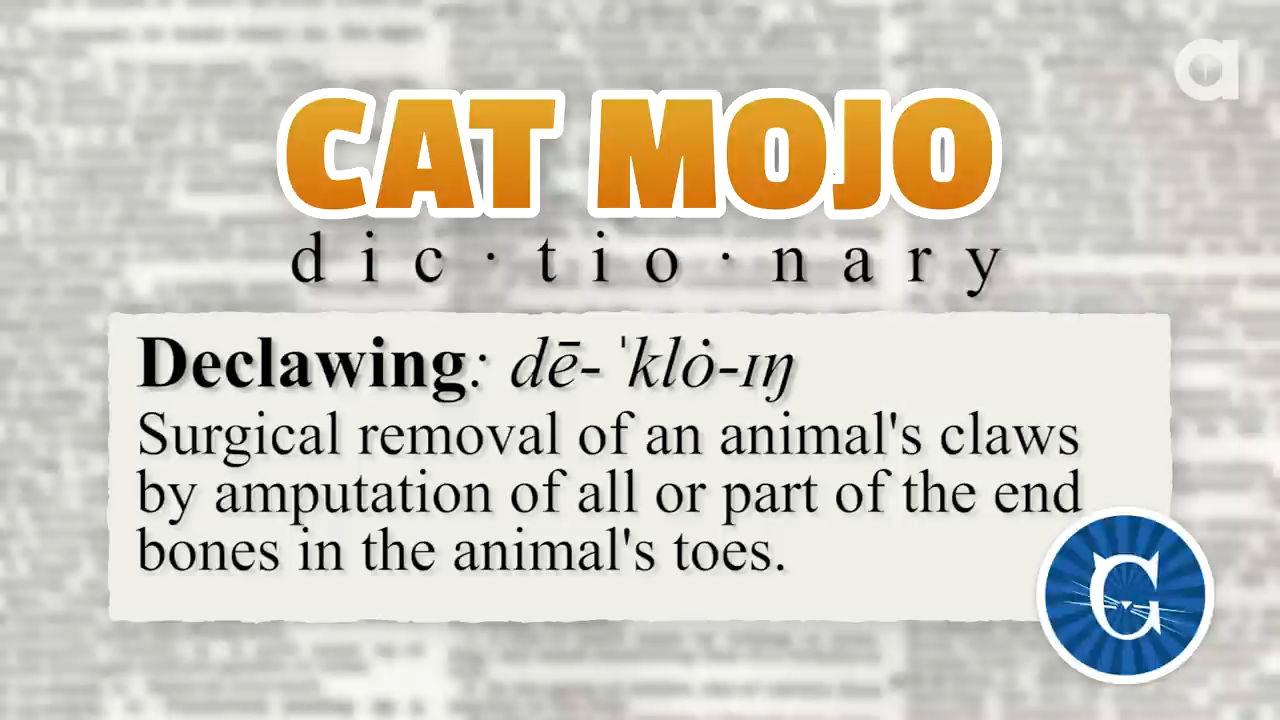 a
CAT MOJO
dic·tio·nary
Declawing: dē- ˈklȯ-ɪŋ
Surgical removal of an animal's claws
by amputation of all or part of the end
bones in the animal's toes.
G